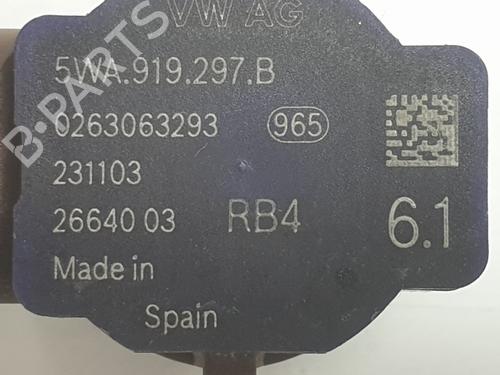 VW AG
5WA.919.297.B
0263063293 965
231103
26640 03 RB4 6.1
Made in
Spain
B-PARTS